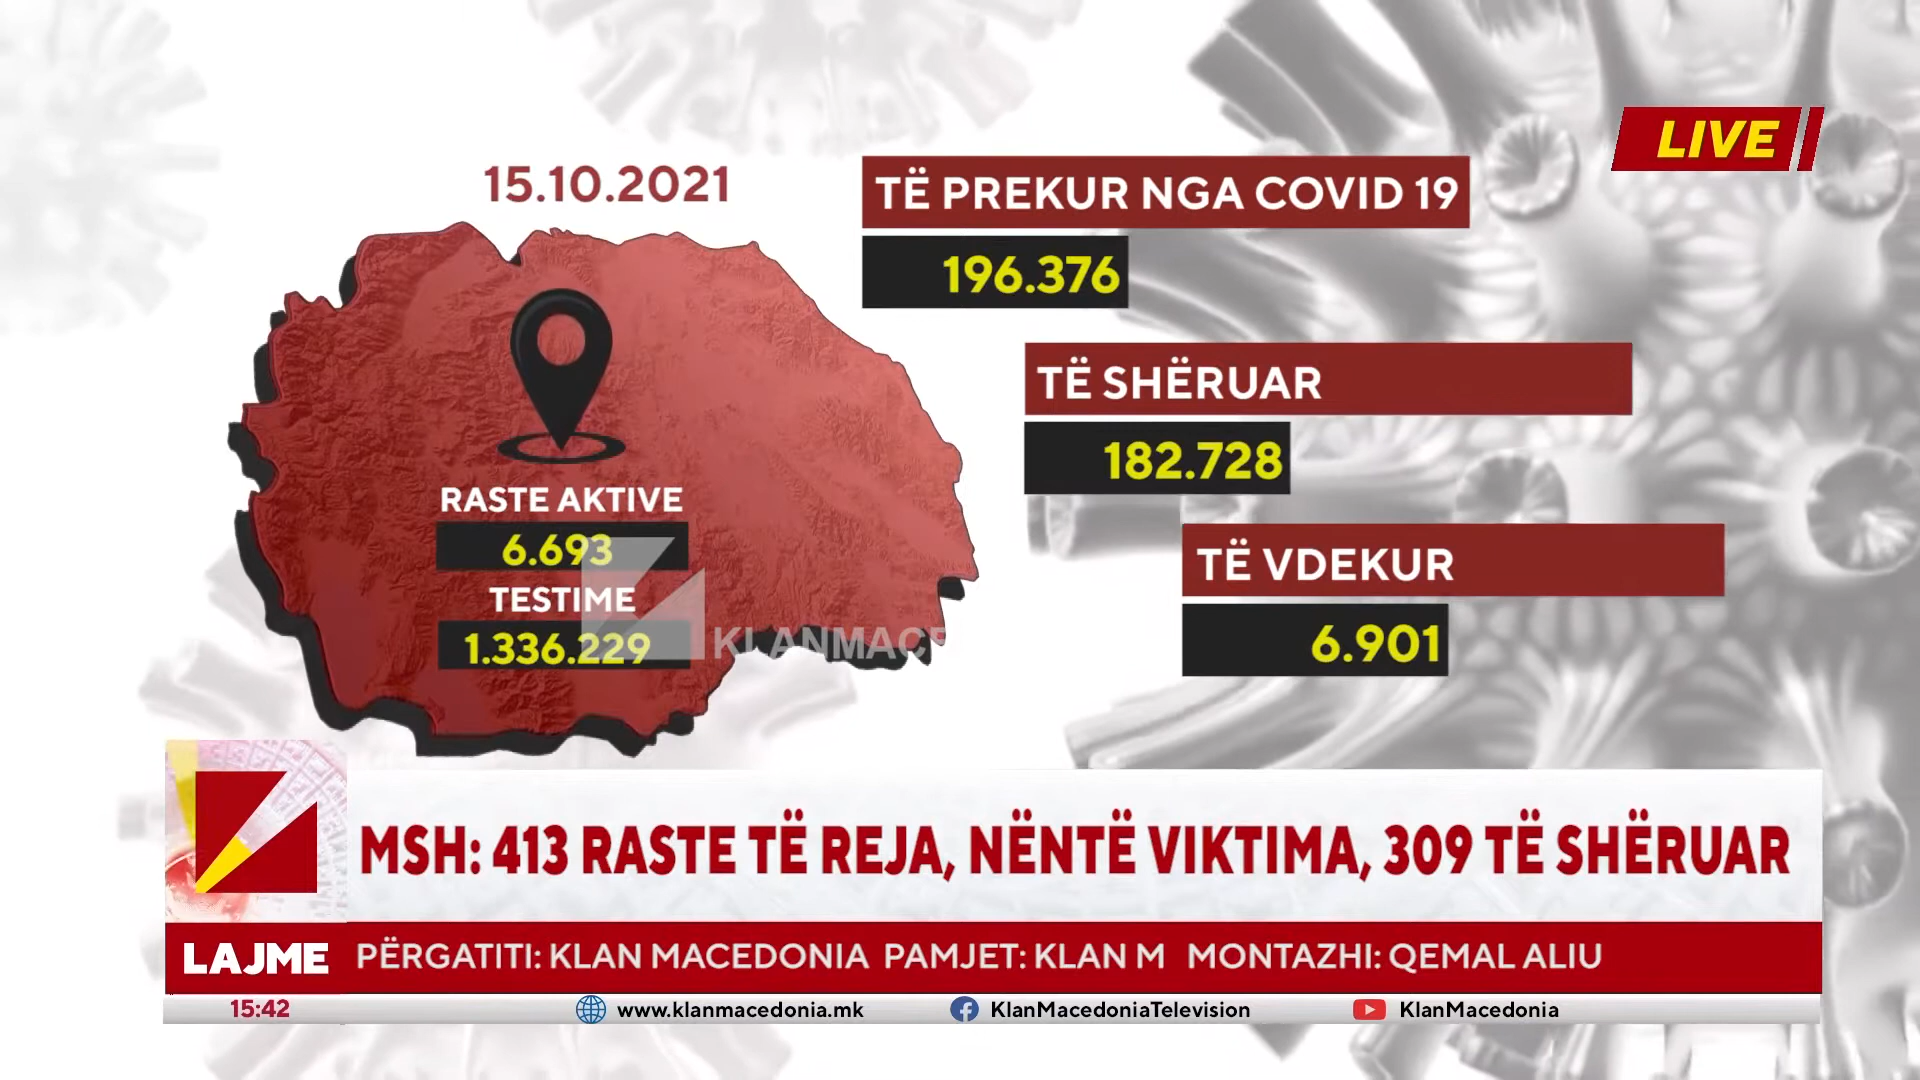 LIVE
15.10.2021
TË PREKUR NGA COVID 19
196.376
TË SHËRUAR
182.728
TË VDEKUR
6.901
RASTE AKTIVE
6.693
TESTIME
1.336.229
KLANMACE
MSH: 413 RASTE TË REJA, NËNTË VIKTIMA, 309 TË SHËRUAR
LAJME PËRGATITI: KLAN MACEDONIA PAMJET: KLAN M MONTAZHI: QEMAL ALIU
15:42 www.klanmacedonia.mk KlanMacedoniaTelevision KlanMacedonia